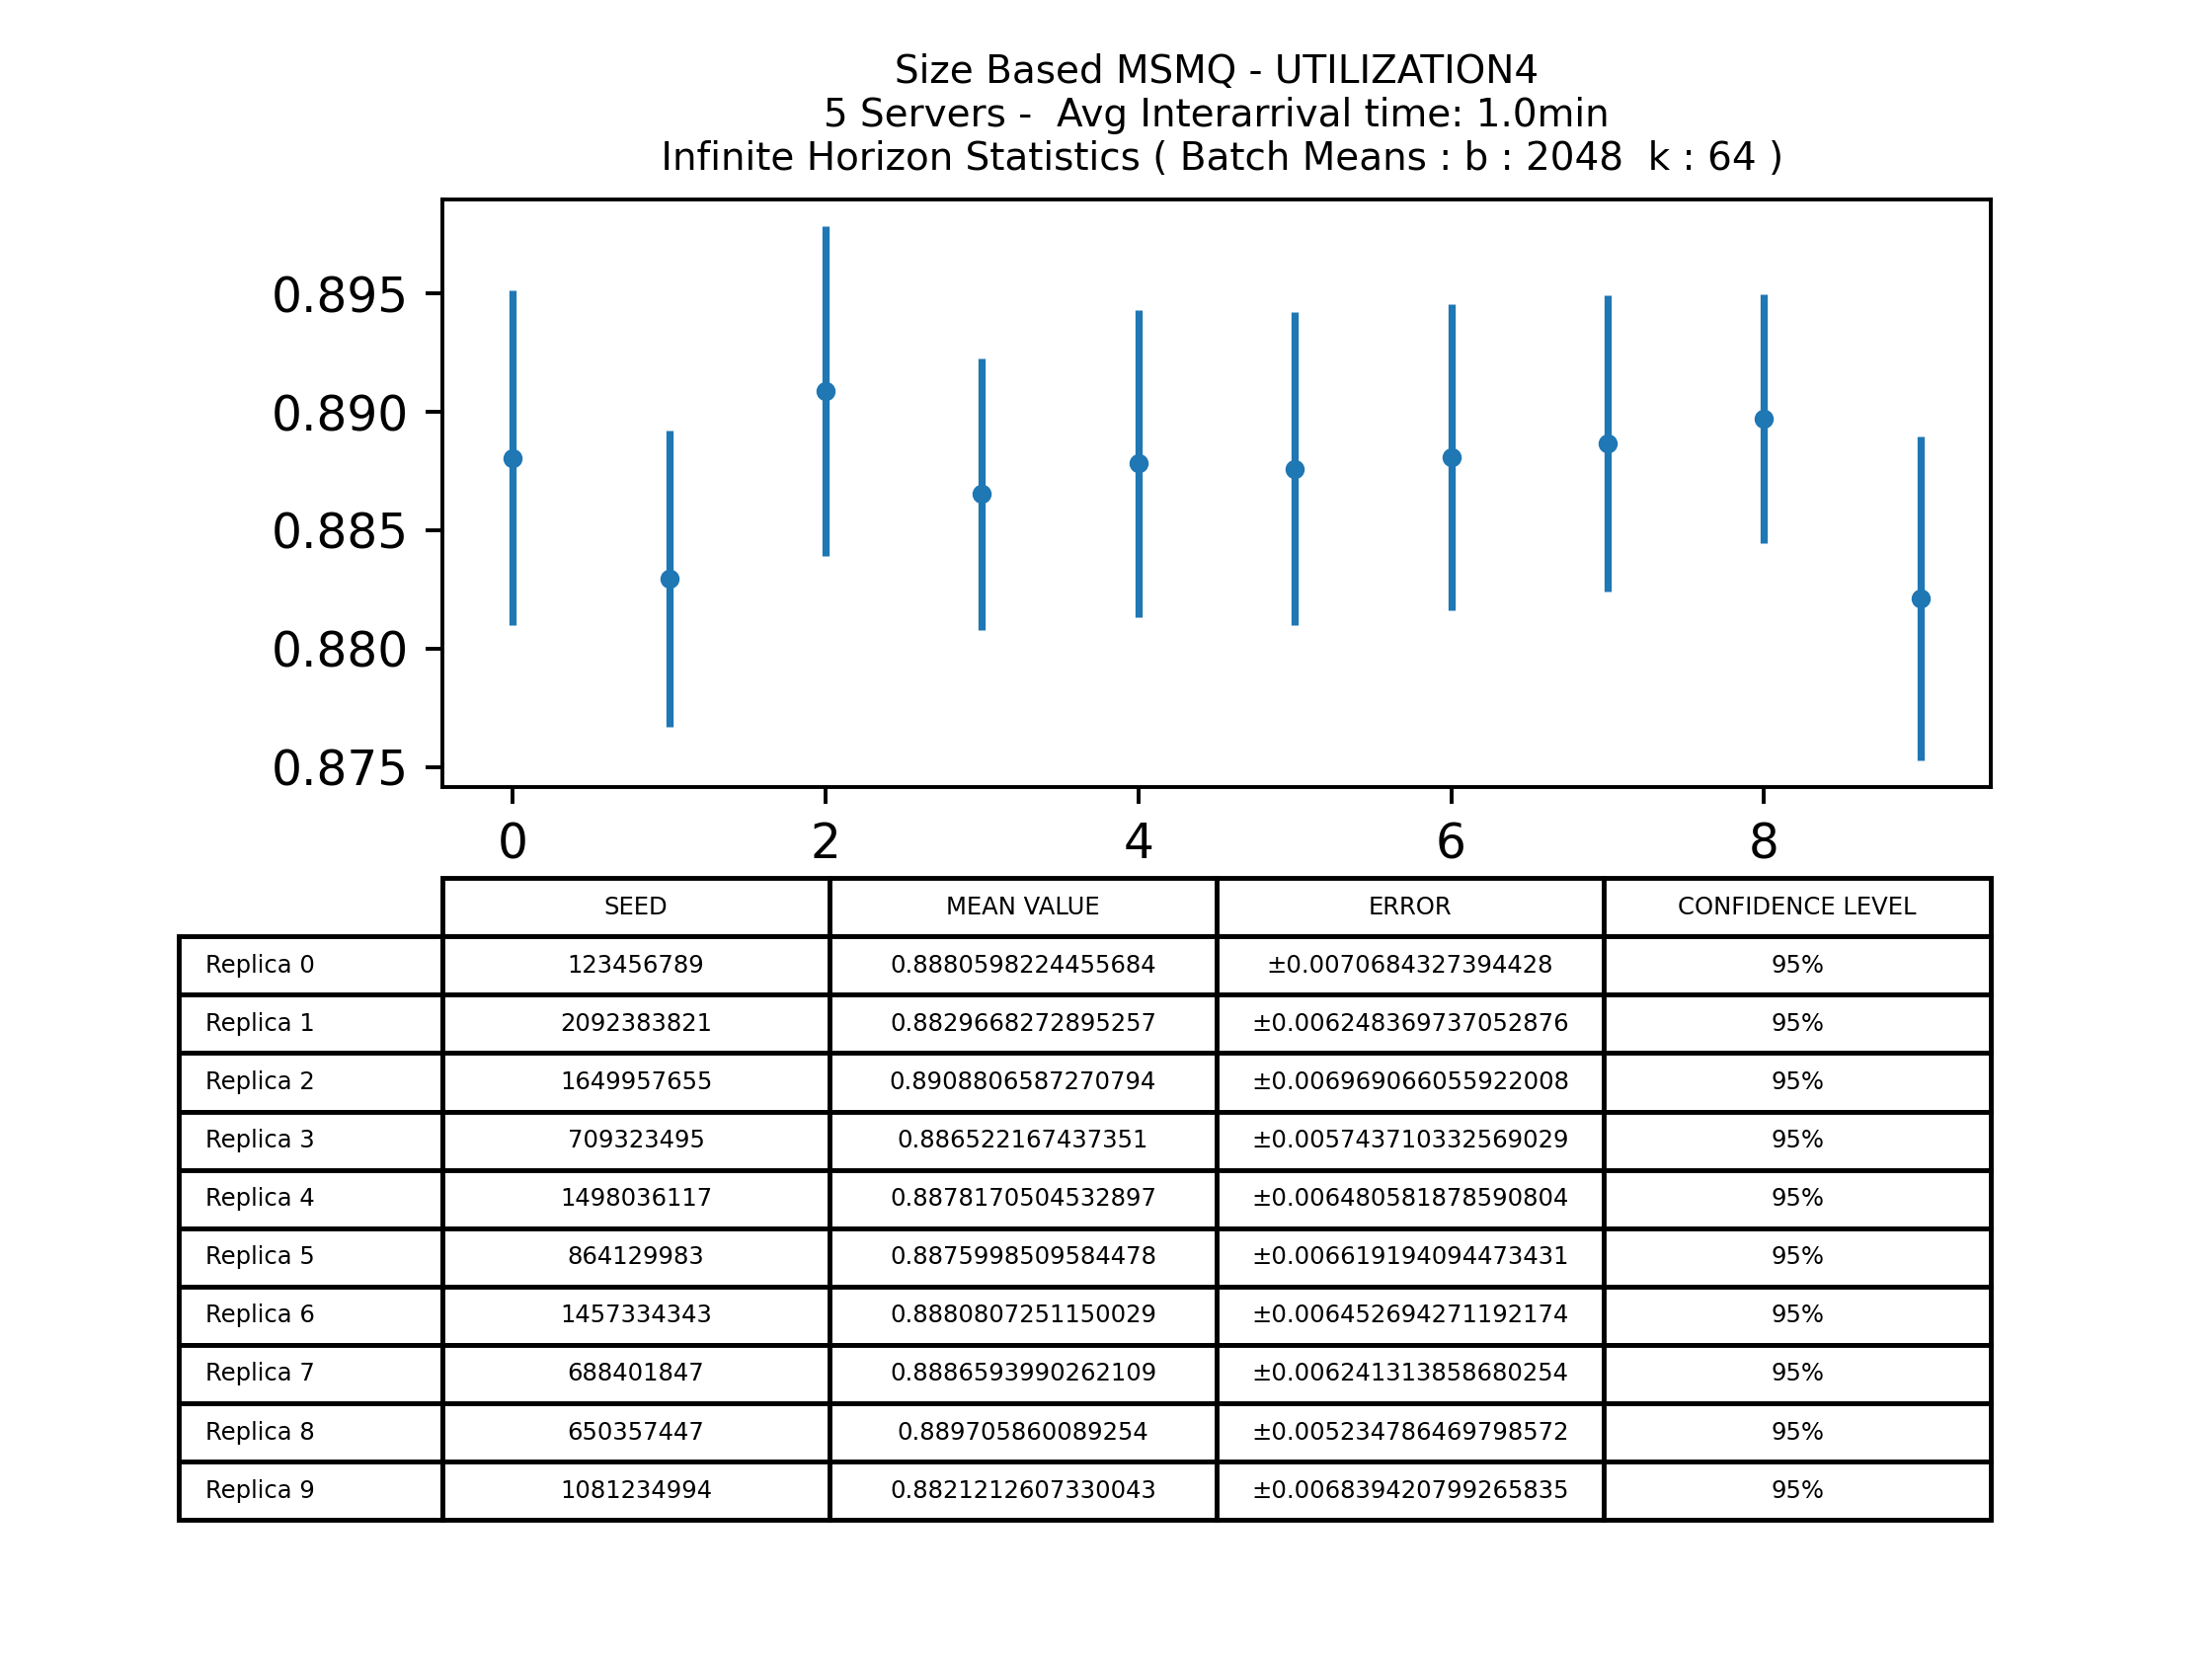 Size Based MSMQ - UTILIZATION4
5 Servers -  Avg Interarrival time: 1.0min
Infinite Horizon Statistics ( Batch Means : b : 2048  k : 64 )
0.895
0.890
0.885
0.880
0.875
0 2 4 6 8
SEED MEAN VALUE ERROR CONFIDENCE LEVEL
Replica 0 123456789 0.8880598224455684 ±0.0070684327394428 95%
Replica 1 2092383821 0.8829668272895257 ±0.006248369737052876 95%
Replica 2 1649957655 0.8908806587270794 ±0.006969066055922008 95%
Replica 3 709323495 0.886522167437351 ±0.005743710332569029 95%
Replica 4 1498036117 0.8878170504532897 ±0.006480581878590804 95%
Replica 5 864129983 0.8875998509584478 ±0.006619194094473431 95%
Replica 6 1457334343 0.8880807251150029 ±0.006452694271192174 95%
Replica 7 688401847 0.8886593990262109 ±0.006241313858680254 95%
Replica 8 650357447 0.889705860089254 ±0.005234786469798572 95%
Replica 9 1081234994 0.8821212607330043 ±0.006839420799265835 95%